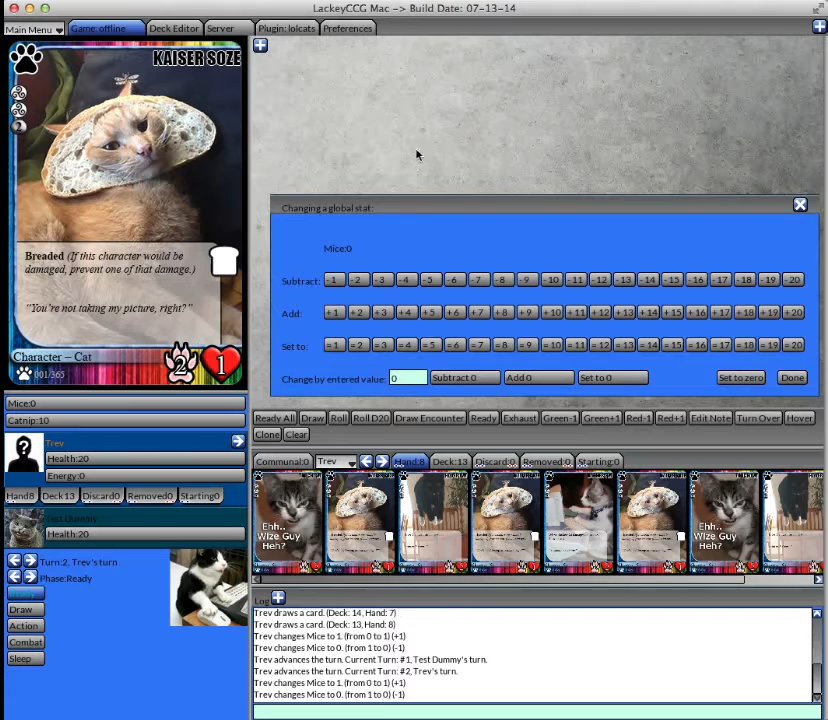 LackeyCCG Mac -> Build Date: 07-13-14
Main Menu Game: offline Deck Editor Server Plugin: lolcats Preferences
KAISER SOZE
2
Breaded (If this character would be
damaged, prevent one of that damage.)
"You're not taking my picture, right?"
Character – Cat
2 1
001/365
Changing a global stat:
Mice:0
Subtract: -1 -2 -3 -4 -5 -6 -7 -8 -9 -10 -11 -12 -13 -14 -15 -16 -17 -18 -19 -20
Add: +1 +2 +3 +4 +5 +6 +7 +8 +9 +10 +11 +12 +13 +14 +15 +16 +17 +18 +19 +20
Set to: =1 =2 =3 =4 =5 =6 =7 =8 =9 =10 =11 =12 =13 =14 =15 =16 =17 =18 =19 =20
Change by entered value: 0 Subtract 0 Add 0 Set to 0 Set to zero Done
Mice:0
Catnip:10
Trev
Health:20
Energy:0
Hand8 Deck13 Discard0 Removed0 Starting0
Test Dummy
Health:20
Turn:2, Trev's turn
Phase:Ready
Ready
Draw
Action
Combat
Sleep
Ready All Draw Roll Roll D20 Draw Encounter Ready Exhaust Green-1 Green+1 Red-1 Red+1 Edit Note Turn Over Hover
Clone Clear
Communal:0 Trev Hand:8 Deck:13 Discard:0 Removed:0 Starting:0
Ehh..
Wize Guy
Heh?
Ehh..
Wize Guy
Heh?
Log
Trev draws a card. (Deck: 14, Hand: 7)
Trev draws a card. (Deck: 13, Hand: 8)
Trev changes Mice to 1. (from 0 to 1) (+1)
Trev changes Mice to 0. (from 1 to 0) (-1)
Trev advances the turn. Current Turn: #1, Test Dummy's turn.
Trev advances the turn. Current Turn: #2, Trev's turn.
Trev changes Mice to 1. (from 0 to 1) (+1)
Trev changes Mice to 0. (from 1 to 0) (-1)